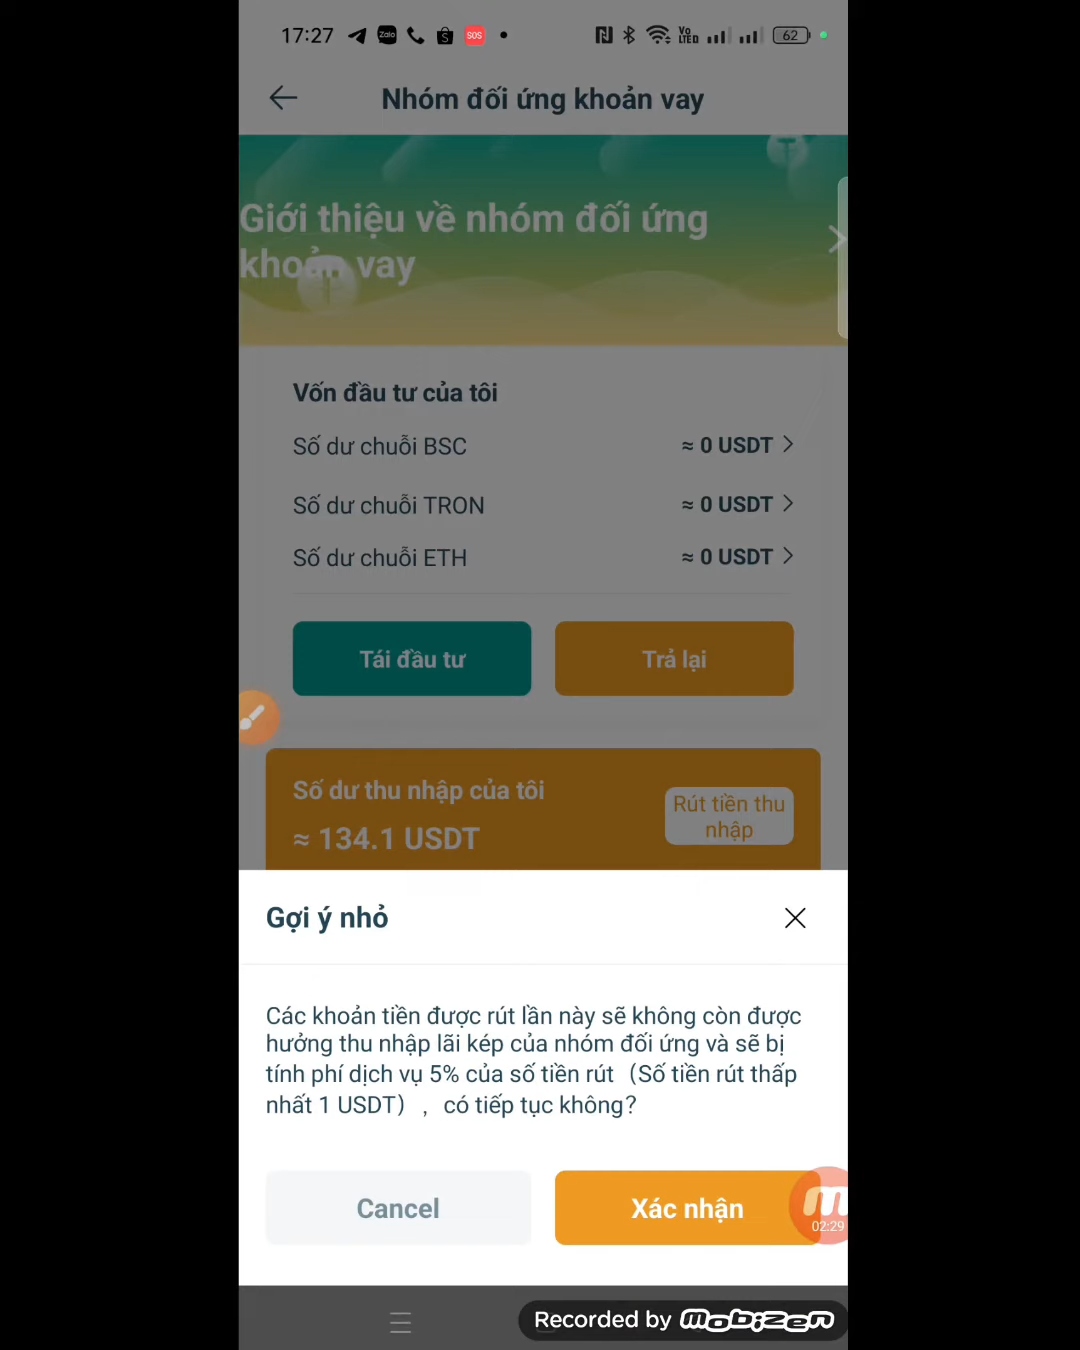 17:27
Zalo
SOS
Vo
LTED
62
Nhóm đối ứng khoản vay
Giới thiệu về nhóm đối ứng
khoản vay
Vốn đầu tư của tôi
Số dư chuỗi BSC
≈ 0 USDT
Số dư chuỗi TRON
≈ 0 USDT
Số dư chuỗi ETH
≈ 0 USDT
Tái đầu tư
Trả lại
Số dư thu nhập của tôi
≈ 134.1 USDT
Rút tiền thu
nhập
Gợi ý nhỏ
Các khoản tiền được rút lần này sẽ không còn được
hưởng thu nhập lãi kép của nhóm đối ứng và sẽ bị
tính phí dịch vụ 5% của số tiền rút（Số tiền rút thấp
nhất 1 USDT），có tiếp tục không?
Cancel
Xác nhận
02:29
Recorded by mobizen